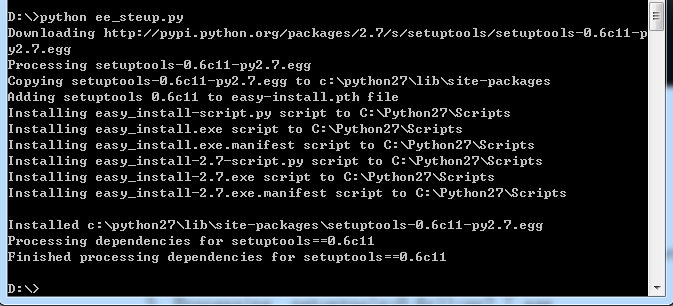 D:\>python ee_steup.py
Downloading http://pypi.python.org/packages/2.7/s/setuptools/setuptools-0.6c11-p
y2.7.egg
Processing setuptools-0.6c11-py2.7.egg
Copying setuptools-0.6c11-py2.7.egg to c:\python27\lib\site-packages
Adding setuptools 0.6c11 to easy-install.pth file
Installing easy_install-script.py script to C:\Python27\Scripts
Installing easy_install.exe script to C:\Python27\Scripts
Installing easy_install.exe.manifest script to C:\Python27\Scripts
Installing easy_install-2.7-script.py script to C:\Python27\Scripts
Installing easy_install-2.7.exe script to C:\Python27\Scripts
Installing easy_install-2.7.exe.manifest script to C:\Python27\Scripts
Installed c:\python27\lib\site-packages\setuptools-0.6c11-py2.7.egg
Processing dependencies for setuptools==0.6c11
Finished processing dependencies for setuptools==0.6c11
D:\>